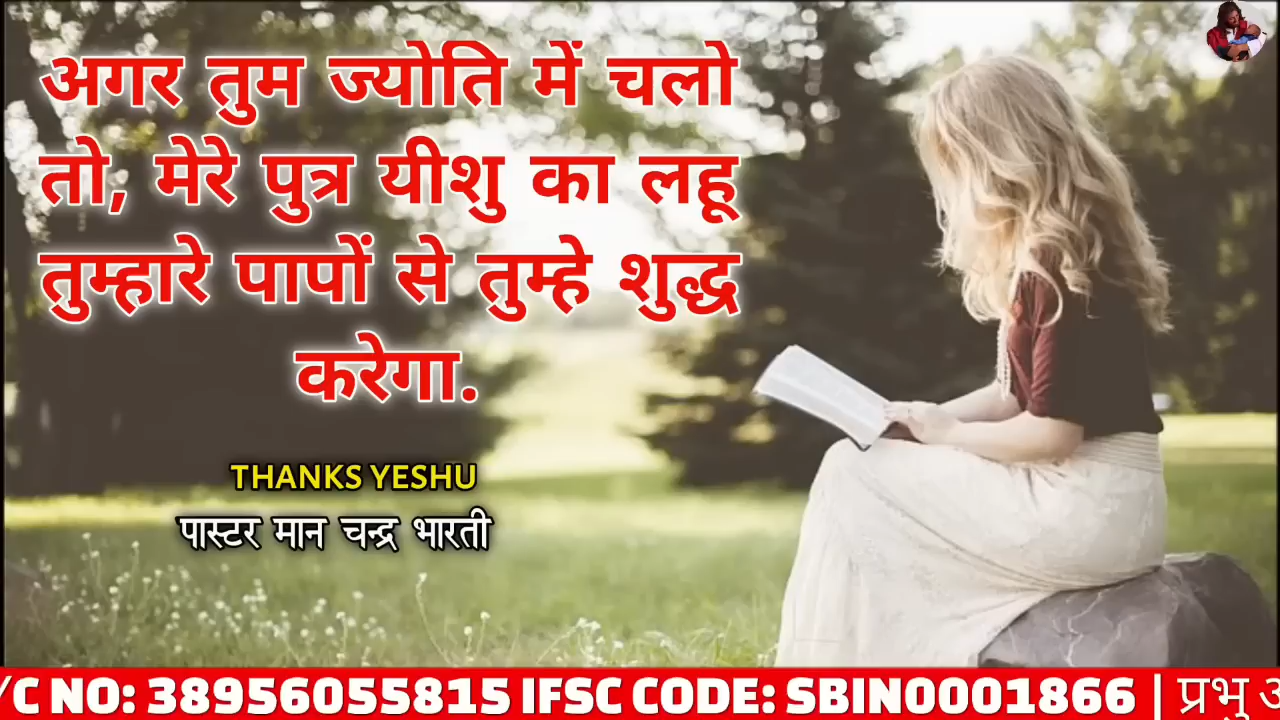 अगर तुम ज्योति में चलो
तो, मेरे पुत्र यीशु का लहू
तुम्हारे पापों से तुम्हे शुद्ध
करेगा.
THANKS YESHU
पास्टर मान चन्द्र भारती
/C NO: 38956055815 IFSC CODE: SBIN0001866 | प्रभु